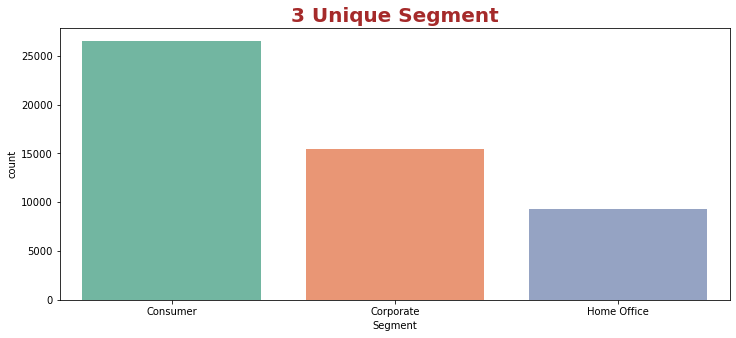 3 Unique Segment
25000
20000
15000
10000
5000
0
count
Consumer
Corporate
Home Office
Segment